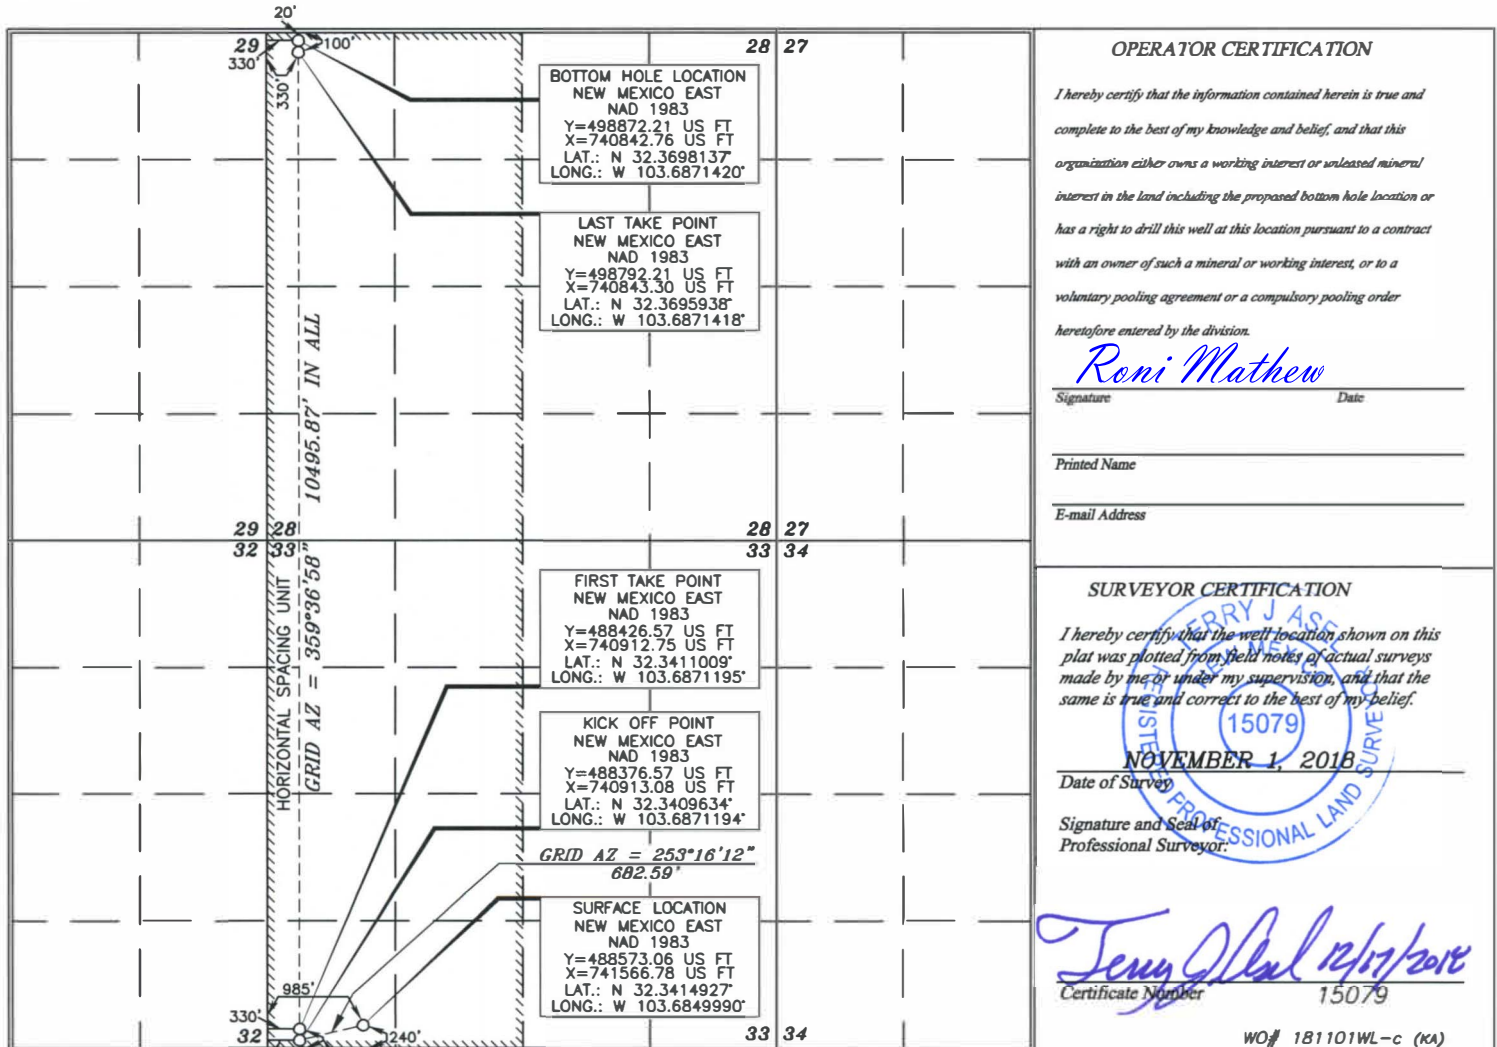 20'
29
100'
330'
330'
28 27
BOTTOM HOLE LOCATION
NEW MEXICO EAST
NAD 1983
Y=498872.21 US FT
X=740842.76 US FT
LAT.: N 32.3698137°
LONG.: W 103.6871420°
LAST TAKE POINT
NEW MEXICO EAST
NAD 1983
Y=498792.21 US FT
X=740843.30 US FT
LAT.: N 32.3695938°
LONG.: W 103.6871418°
10495.87' IN ALL
29 28
32 33
28 27
33 34
GRID AZ = 359°36'58"
HORIZONTAL SPACING UNIT
FIRST TAKE POINT
NEW MEXICO EAST
NAD 1983
Y=488426.57 US FT
X=740912.75 US FT
LAT.: N 32.3411009°
LONG.: W 103.6871195°
KICK OFF POINT
NEW MEXICO EAST
NAD 1983
Y=488376.57 US FT
X=740913.08 US FT
LAT.: N 32.3409634°
LONG.: W 103.6871194°
GRID AZ = 253°16'12"
682.59'
SURFACE LOCATION
NEW MEXICO EAST
NAD 1983
Y=488573.06 US FT
X=741566.78 US FT
LAT.: N 32.3414927°
LONG.: W 103.6849990°
985'
330'
32
240'
33 34
OPERATOR CERTIFICATION
I hereby certify that the information contained herein is true and
complete to the best of my knowledge and belief, and that this
organization either owns a working interest or unleased mineral
interest in the land including the proposed bottom hole location or
has a right to drill this well at this location pursuant to a contract
with an owner of such a mineral or working interest, or to a
voluntary pooling agreement or a compulsory pooling order
heretofore entered by the division.
Roni Mathew
Signature Date
Printed Name
E-mail Address
SURVEYOR CERTIFICATION
I hereby certify that the well location shown on this
plat was plotted from field notes of actual surveys
made by me or under my supervision, and that the
same is true and correct to the best of my belief.
TERRY J ASEL
NEW MEXICO
15079
REGISTERED PROFESSIONAL LAND SURVEYOR
NOVEMBER 1, 2018
Date of Survey
Signature and Seal of
Professional Surveyor:
Terry J Asel 12/17/2018
Certificate Number 15079
WO# 181101WL-c (KA)